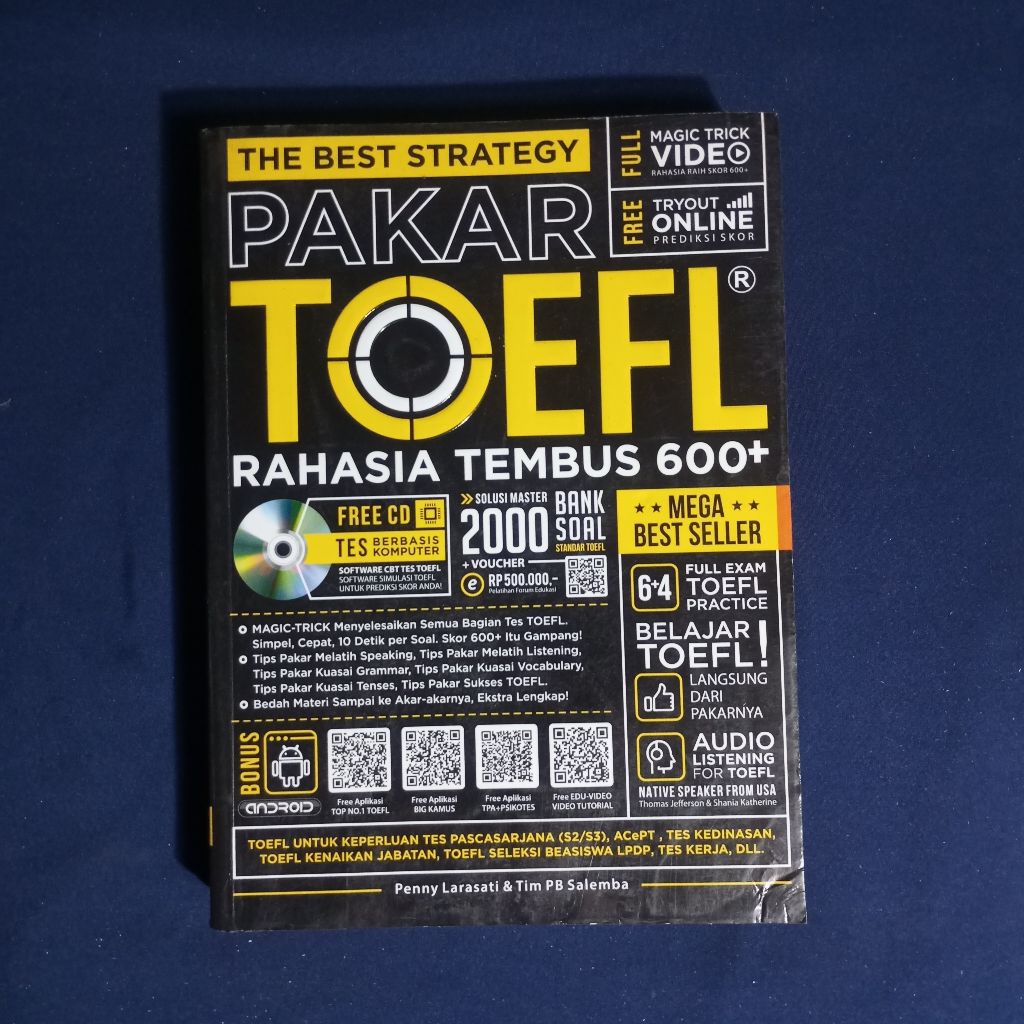 THE BEST STRATEGY
PAKAR
TOEFL®
RAHASIA TEMBUS 600+
FULL
MAGIC TRICK
VIDEO
RAHASIA RAIH SKOR 600+
FREE
TRYOUT
ONLINE
PREDIKSI SKOR
FREE CD
TES BERBASIS
KOMPUTER
SOFTWARE CBT TES TOEFL
SOFTWARE SIMULASI TOEFL
UNTUK PREDIKSI SKOR ANDA!
SOLUSI MASTER
2000
BANK
SOAL
STANDAR TOEFL
+ VOUCHER
e RP 500.000,-
Pelatihan Forum Edukasi
MEGA
BEST SELLER
6+4
FULL EXAM
TOEFL
PRACTICE
BELAJAR
TOEFL!
LANGSUNG
DARI
PAKARNYA
AUDIO
LISTENING
FOR TOEFL
NATIVE SPEAKER FROM USA
Thomas Jefferson & Shania Katherine
MAGIC-TRICK Menyelesaikan Semua Bagian Tes TOEFL.
Simpel, Cepat, 10 Detik per Soal. Skor 600+ Itu Gampang!
Tips Pakar Melatih Speaking, Tips Pakar Melatih Listening,
Tips Pakar Kuasai Grammar, Tips Pakar Kuasai Vocabulary,
Tips Pakar Kuasai Tenses, Tips Pakar Sukses TOEFL.
Bedah Materi Sampai ke Akar-akarnya, Ekstra Lengkap!
BONUS
ANDROID
Free Aplikasi
TOP NO.1 TOEFL
Free Aplikasi
BIG KAMUS
Free Aplikasi
TPA+PSIKOTES
Free EDU-VIDEO
VIDEO TUTORIAL
TOEFL UNTUK KEPERLUAN TES PASCASARJANA (S2/S3), ACePT , TES KEDINASAN,
TOEFL KENAIKAN JABATAN, TOEFL SELEKSI BEASISWA LPDP, TES KERJA, DLL.
Penny Larasati & Tim PB Salemba